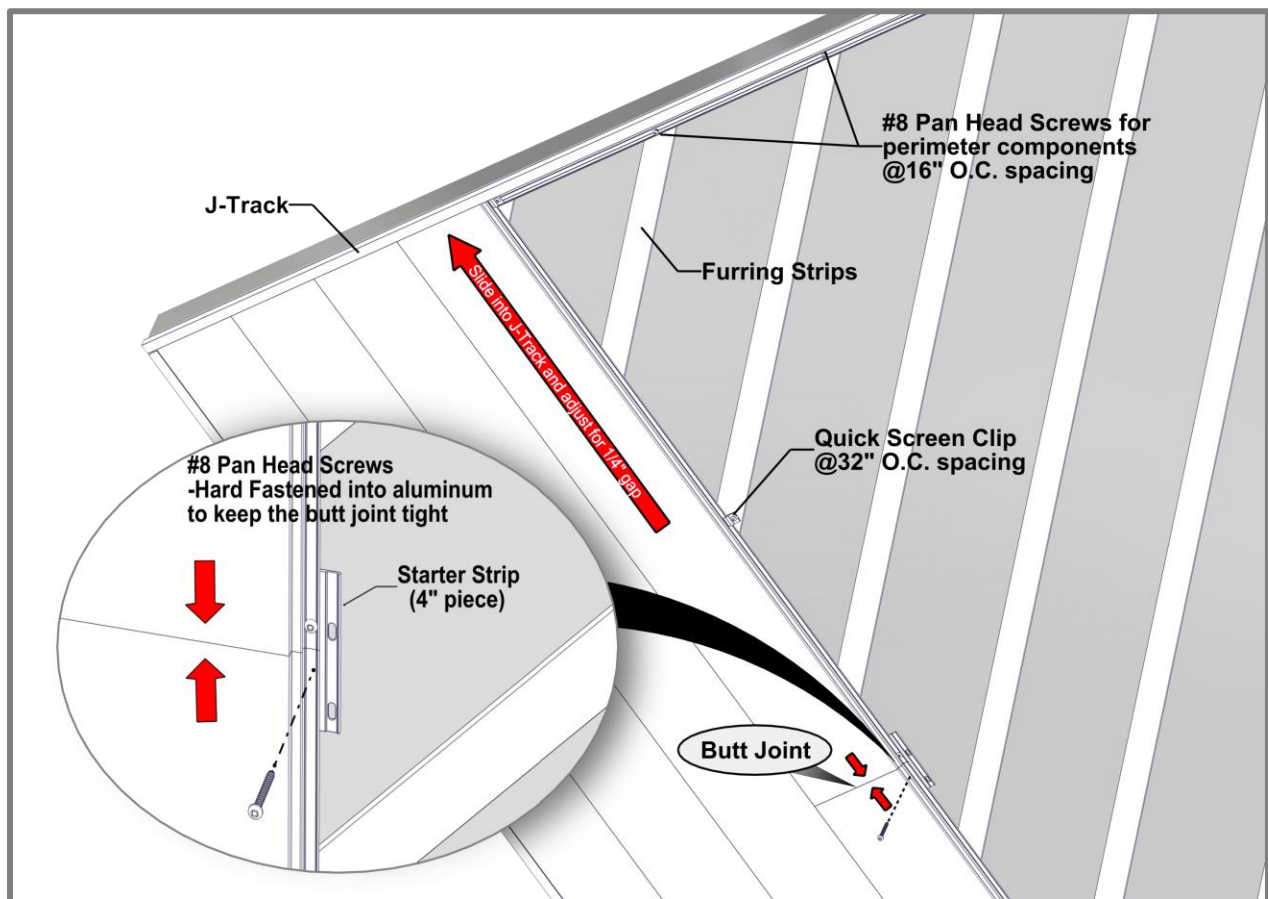 #8 Pan Head Screws for
perimeter components
@16" O.C. spacing
J-Track
Furring Strips
Slide into J-Track and adjust for 1/4" gap
Quick Screen Clip
@32" O.C. spacing
#8 Pan Head Screws
-Hard Fastened into aluminum
to keep the butt joint tight
Starter Strip
(4" piece)
Butt Joint